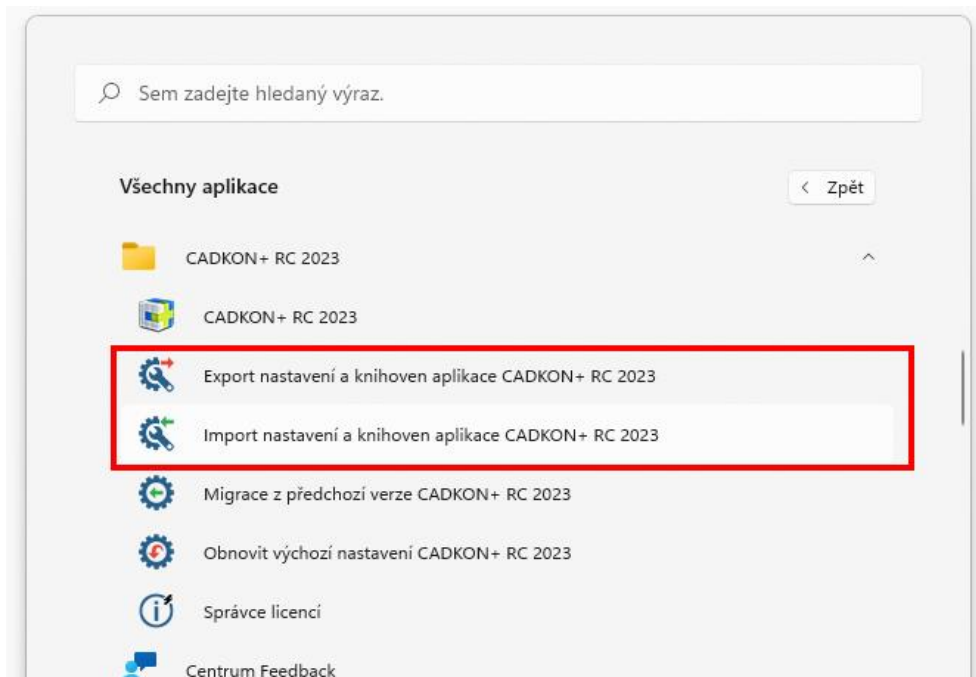 Sem zadejte hledaný výraz.
Všechny aplikace
Zpět
CADKON+ RC 2023
CADKON+ RC 2023
Export nastavení a knihoven aplikace CADKON+ RC 2023
Import nastavení a knihoven aplikace CADKON+ RC 2023
Migrace z předchozí verze CADKON+ RC 2023
Obnovit výchozí nastavení CADKON+ RC 2023
Správce licencí
Centrum Feedback